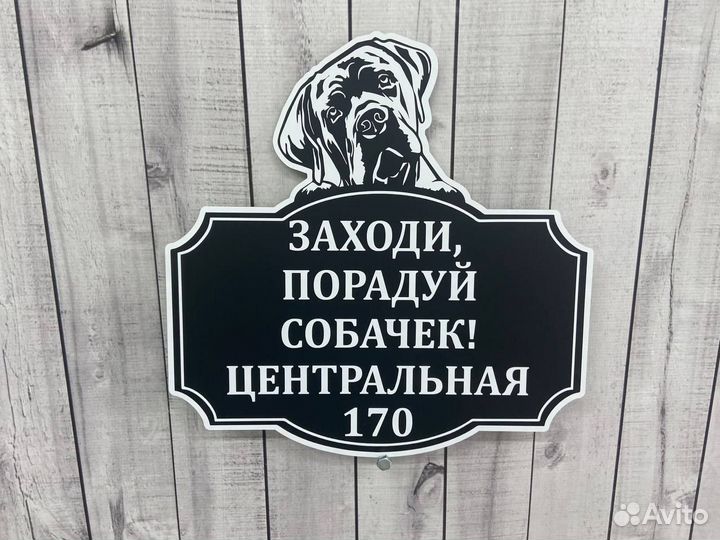 ЗАХОДИ,
ПОРАДУЙ
СОБАЧЕК!
ЦЕНТРАЛЬНАЯ
170
Avito